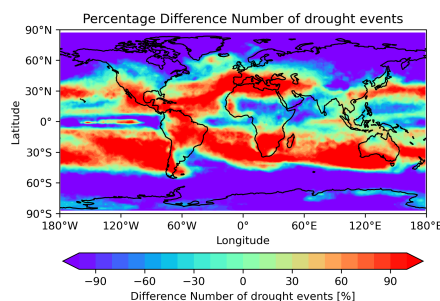 Percentage Difference Number of drought events
90°N
60°N
30°N
0°
30°S
60°S
90°S
Latitude
180°W 120°W 60°W 0° 60°E 120°E 180°E
Longitude
−90 −60 −30 0 30 60 90
Difference Number of drought events [%]